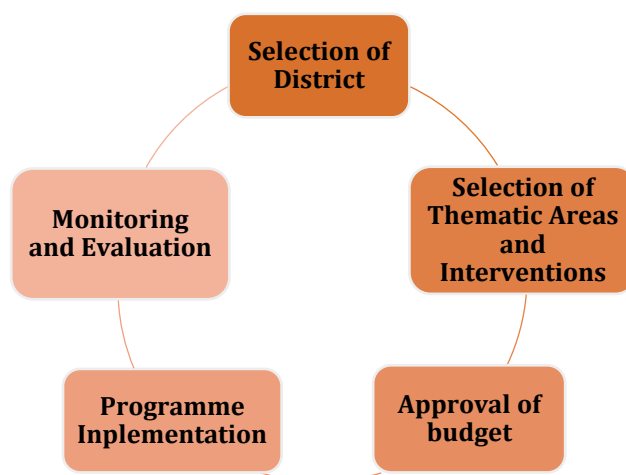 Selection of
District
Selection of
Thematic Areas
and
Interventions
Approval of
budget
Programme
Inplementation
Monitoring
and Evaluation